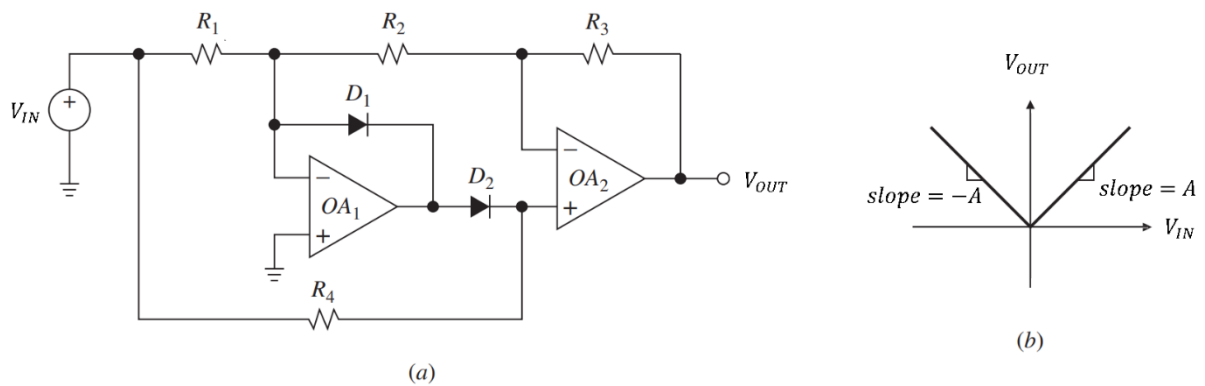 R1 R2 R3
VIN + D1 VOUT
− D2 − OA2 VOUT slope = −A slope = A
OA1 + VIN
+
R4
(a) (b)